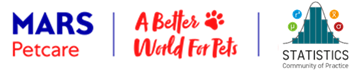 MARS
Petcare
A Better
World For Pets
STATISTICS
Community of Practice